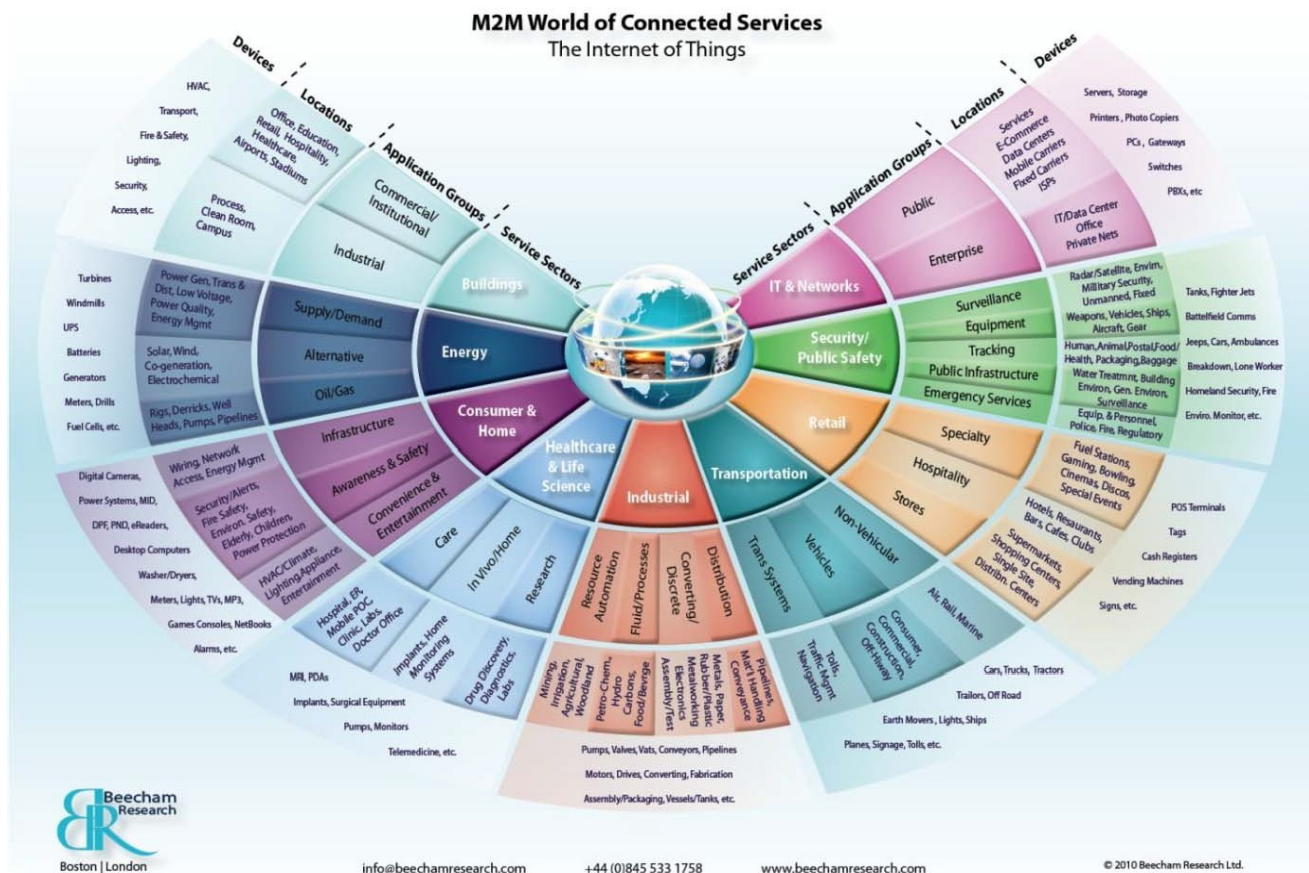 M2M World of Connected Services
The Internet of Things
Devices
Locations
Application Groups
Service Sectors
Service Sectors
Application Groups
Locations
Devices
HVAC,
Transport,
Fire & Safety,
Lighting,
Security,
Access, etc.
Office, Education,
Retail, Hospitality,
Healthcare,
Airports, Stadiums
Process,
Clean Room,
Campus
Commercial/
Institutional
Industrial
Buildings
Turbines
Windmills
UPS
Batteries
Generators
Meters, Drills
Fuel Cells, etc.
Power Gen, Trans &
Dist, Low Voltage,
Power Quality,
Energy Mgmt
Solar, Wind,
Co-generation,
Electrochemical
Rigs, Derricks, Well
Heads, Pumps, Pipelines
Supply/Demand
Alternative
Oil/Gas
Energy
Digital Cameras,
Power Systems, MID,
DPF, PND, eReaders,
Desktop Computers
Washer/Dryers,
Meters, Lights, TVs, MP3,
Games Consoles, NetBooks
Alarms, etc.
Wiring, Network
Access, Energy Mgmt
Security/Alerts,
Fire Safety,
Environ. Safety,
Elderly, Children,
Power Protection
HVAC/Climate,
Lighting,Appliance,
Entertainment
Infrastructure
Awareness & Safety
Convenience &
Entertainment
Consumer &
Home
MRI, PDAs
Implants, Surgical Equipment
Pumps, Monitors
Telemedicine, etc.
Hospital, ER,
Mobile POC
Clinic, Labs,
Doctor Office
Implants, Home
Monitoring
Systems
Drug Discovery,
Diagnostics,
Labs
Care
In Vivo/Home
Research
Healthcare
& Life
Science
Industrial
Resource
Automation
Fluid/Processes
Converting/
Discrete
Distribution
Mining,
Irrigation,
Agricultural,
Woodland
Petro-Chem.,
Hydro
Carbons,
Food/Bevrge
Metals, Paper,
Rubber/Plastic
Metalworking
Electronics
Assembly/Test
Pipelines,
Mat'l Handling
Conveyance
Pumps, Valves, Vats, Conveyors, Pipelines
Motors, Drives, Converting, Fabrication
Assembly/Packaging, Vessels/Tanks, etc.
Transportation
Trans Systems
Vehicles
Non-Vehicular
Tolls,
Traffic Mgmt
Navigation
Consumer,
Commercial,
Construction,
Off-Hiway
Air, Rail, Marine
Cars, Trucks, Tractors
Trailors, Off Road
Earth Movers, Lights, Ships
Planes, Signage, Tolls, etc.
Retail
Specialty
Hospitality
Stores
Fuel Stations,
Gaming, Bowling,
Cinemas, Discos,
Special Events
Hotels, Resaurants,
Bars, Cafes, Clubs
Supermarkets,
Shopping Centers,
Single Site,
Distribn. Centers
POS Terminals
Tags
Cash Registers
Vending Machines
Signs, etc.
Security/
Public Safety
Surveillance
Equipment
Tracking
Public Infrastructure
Emergency Services
Radar/Satellite, Envirn,
Military Security,
Unmanned, Fixed
Weapons, Vehicles, Ships,
Aircraft, Gear
Human,Animal,Postal,Food/
Health, Packaging,Baggage
Water Treatmnt, Building
Environ, Gen. Environ,
Surveillance
Equip. & Personnel,
Police, Fire, Regulatory
Tanks, Fighter Jets
Battelfield Comms
Jeeps, Cars, Ambulances
Breakdown, Lone Worker
Homeland Security, Fire
Enviro. Monitor, etc.
IT & Networks
Public
Enterprise
Services
E-Commerce
Data Centers
Mobile Carriers
Fixed Carriers
ISPs
IT/Data Center
Office
Private Nets
Servers, Storage
Printers, Photo Copiers
PCs, Gateways
Switches
PBXs, etc
BR
Beecham
Research
Boston | London
info@beechamresearch.com
+44 (0)845 533 1758
www.beechamresearch.com
© 2010 Beecham Research Ltd.